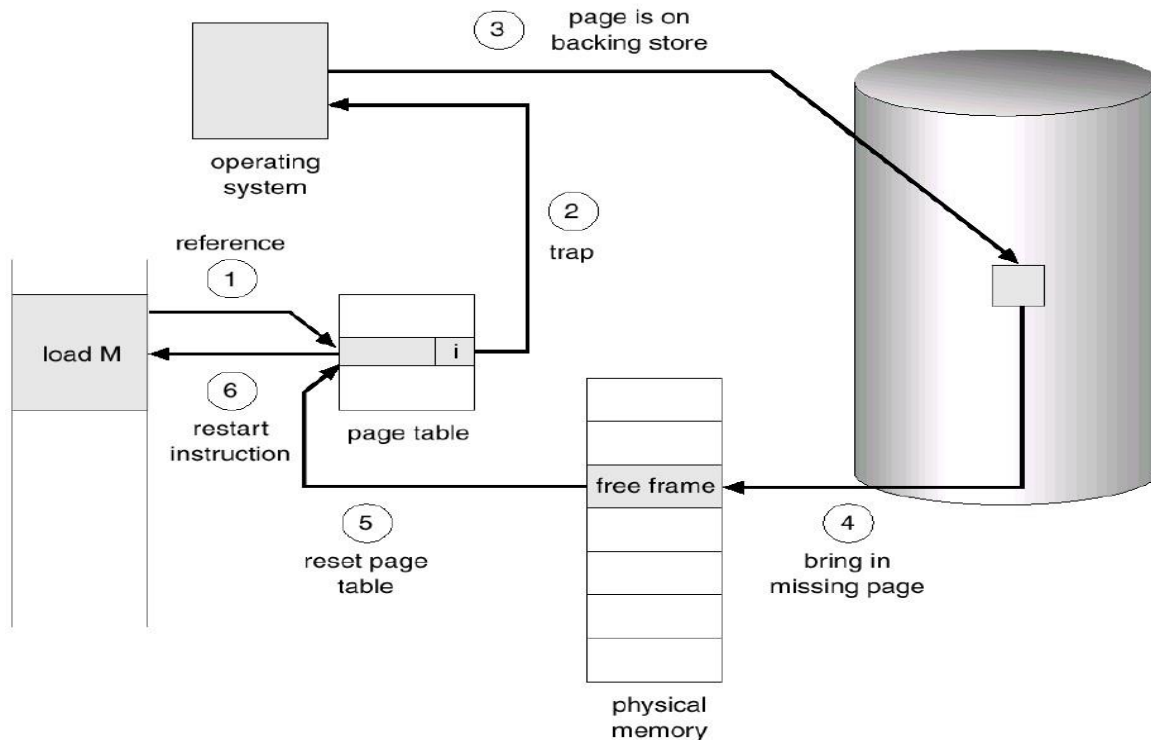 3
page is on
backing store
operating
system
2
trap
reference
1
load M
i
6
restart
instruction
page table
free frame
5
reset page
table
4
bring in
missing page
physical
memory